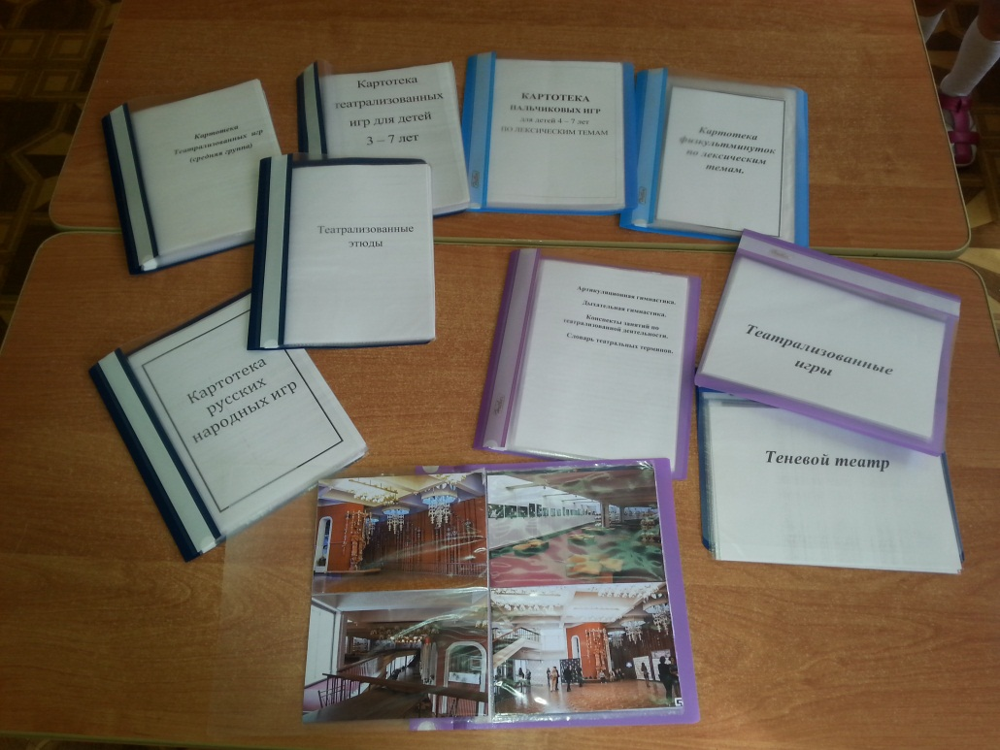 Картотека
Театрализованных игр
(средняя группа)
Картотека
театрализованных
игр для детей
3 – 7 лет
КАРТОТЕКА
ПАЛЬЧИКОВЫХ ИГР
для детей 4 – 7 лет
ПО ЛЕКСИЧЕСКИМ ТЕМАМ
Картотека
физкультминуток
по лексическим
темам.
Театрализованные
этюды
Артикуляционная гимнастика.
Дыхательная гимнастика.
Конспекты занятий по
театрализованной деятельности.
Словарь театральных терминов.
Театрализованные
игры
Картотека
русских
народных игр
Теневой театр